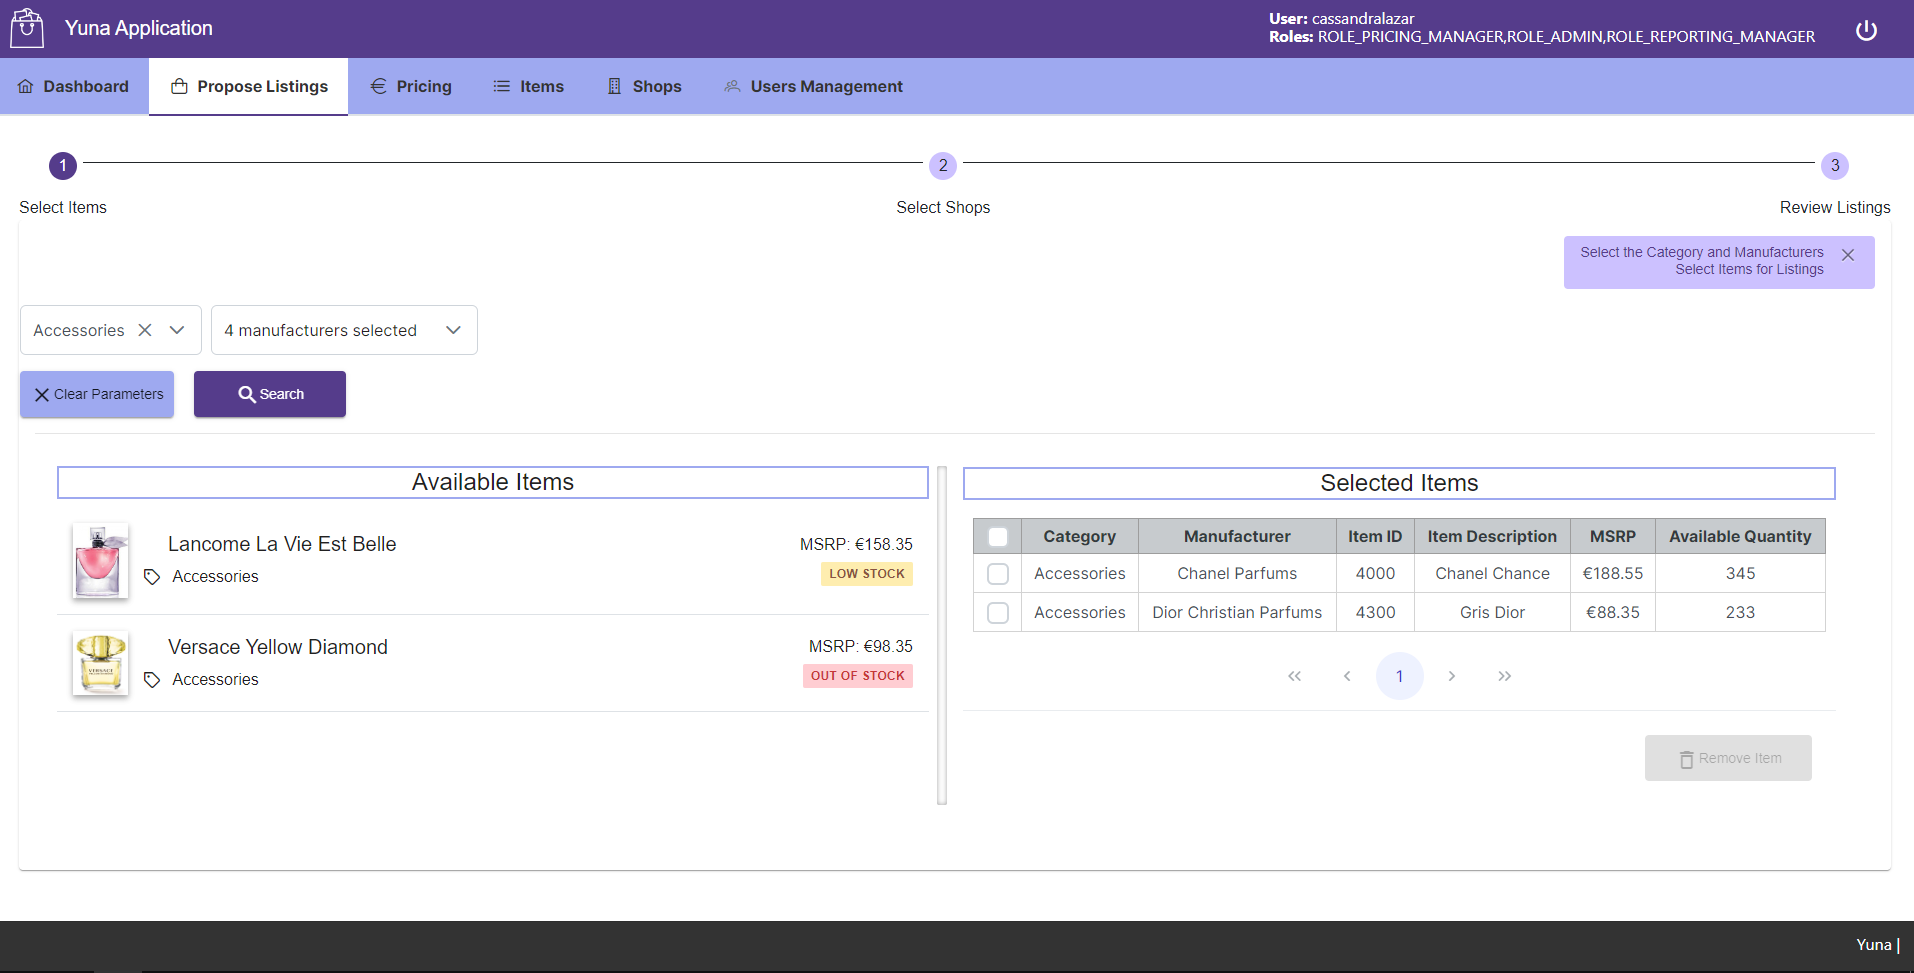 Yuna Application
User: cassandralazar
Roles: ROLE_PRICING_MANAGER,ROLE_ADMIN,ROLE_REPORTING_MANAGER
Dashboard
Propose Listings
Pricing
Items
Shops
Users Management
1
2
3
Select Items
Select Shops
Review Listings
Select the Category and Manufacturers
Select Items for Listings
Accessories
4 manufacturers selected
Clear Parameters
Search
Available Items
Lancome La Vie Est Belle
MSRP: €158.35
Accessories
LOW STOCK
Versace Yellow Diamond
MSRP: €98.35
Accessories
OUT OF STOCK
VERSACE
Selected Items
Category Manufacturer Item ID Item Description MSRP Available Quantity
Accessories Chanel Parfums 4000 Chanel Chance €188.55 345
Accessories Dior Christian Parfums 4300 Gris Dior €88.35 233
1
Remove Item
Yuna |